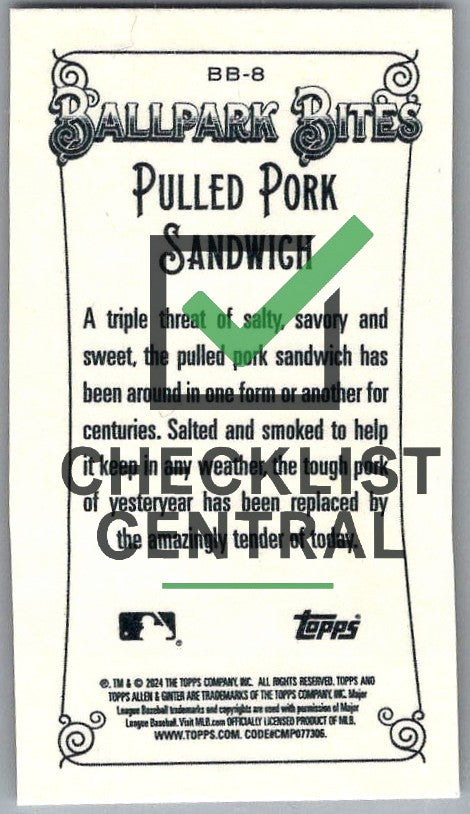 BB-8
BALLPARK BITES
PULLED PORK
SANDWICH
A triple threat of salty, savory and
sweet, the pulled pork sandwich has
been around in one form or another for
centuries. Salted and smoked to help
it keep in any weather, the tough pork
of yesteryear has been replaced by
the amazingly tender of today.
CHECKLIST
CENTRAL
topps
®, TM & © 2024 THE TOPPS COMPANY, INC. ALL RIGHTS RESERVED. TOPPS AND
TOPPS ALLEN & GINTER ARE TRADEMARKS OF THE TOPPS COMPANY, INC. Major
League Baseball trademarks and copyrights are used with permission of Major
League Baseball. Visit MLB.com OFFICIALLY LICENSED PRODUCT OF MLB.
WWW.TOPPS.COM. CODE#CMP077306.